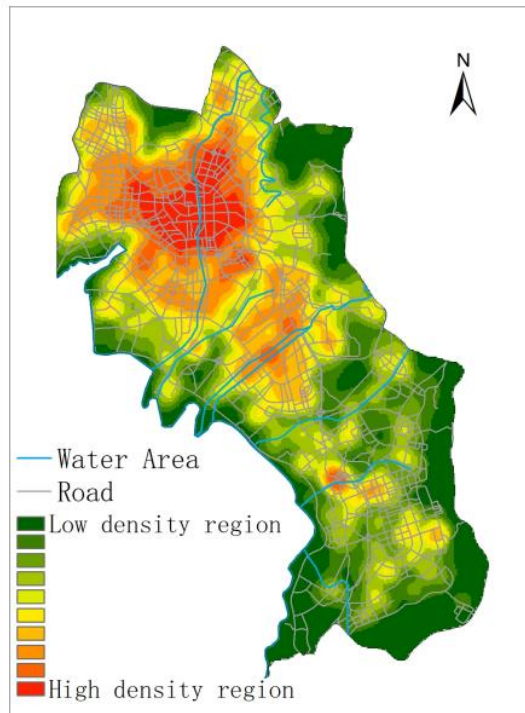 N
Water Area
Road
Low density region
High density region